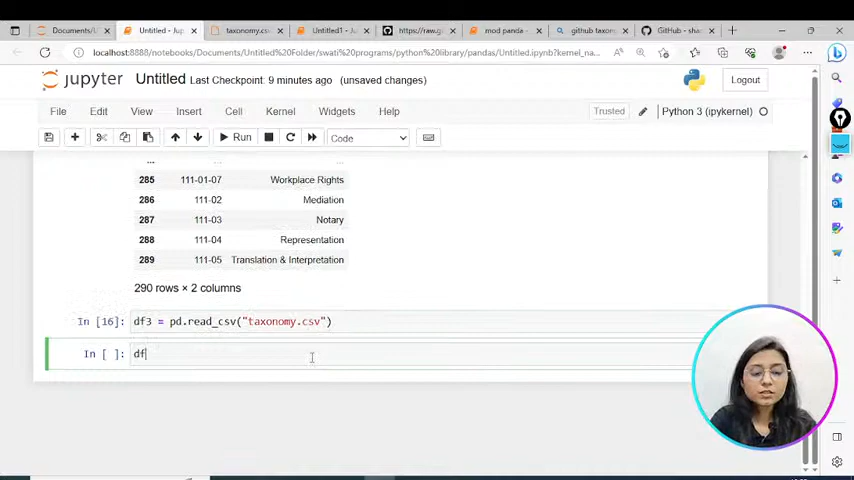 Documents/U
Untitled - Jup
taxonomy.cs
Untitled1 - J
https://raw.g
mod panda -
github taxon
GitHub - sha
localhost:8888/notebooks/Documents/Untitled%20Folder/swati%20programs/python%20library/pandas/Untitled.ipynb?kernel_na...
jupyter Untitled Last Checkpoint: 9 minutes ago (unsaved changes)
Logout
File Edit View Insert Cell Kernel Widgets Help
Trusted
Python 3 (ipykernel)
Run
Code
... ... ...
285 111-01-07 Workplace Rights
286 111-02 Mediation
287 111-03 Notary
288 111-04 Representation
289 111-05 Translation & Interpretation
290 rows × 2 columns
In [16]: df3 = pd.read_csv("taxonomy.csv")
In [ ]: df